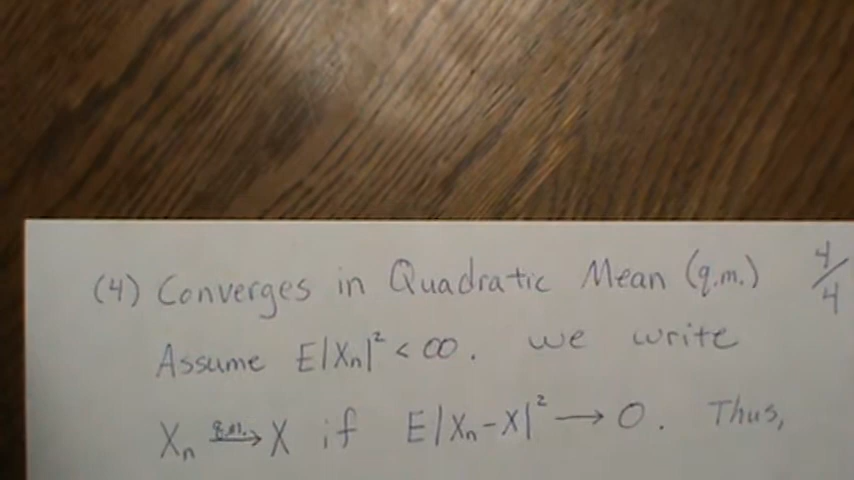 (4) Converges in Quadratic Mean (q.m.) 4/4
Assume E|Xₙ|² < ∞. we write
Xₙ q.m.→ X if E|Xₙ-X|² → 0. Thus,